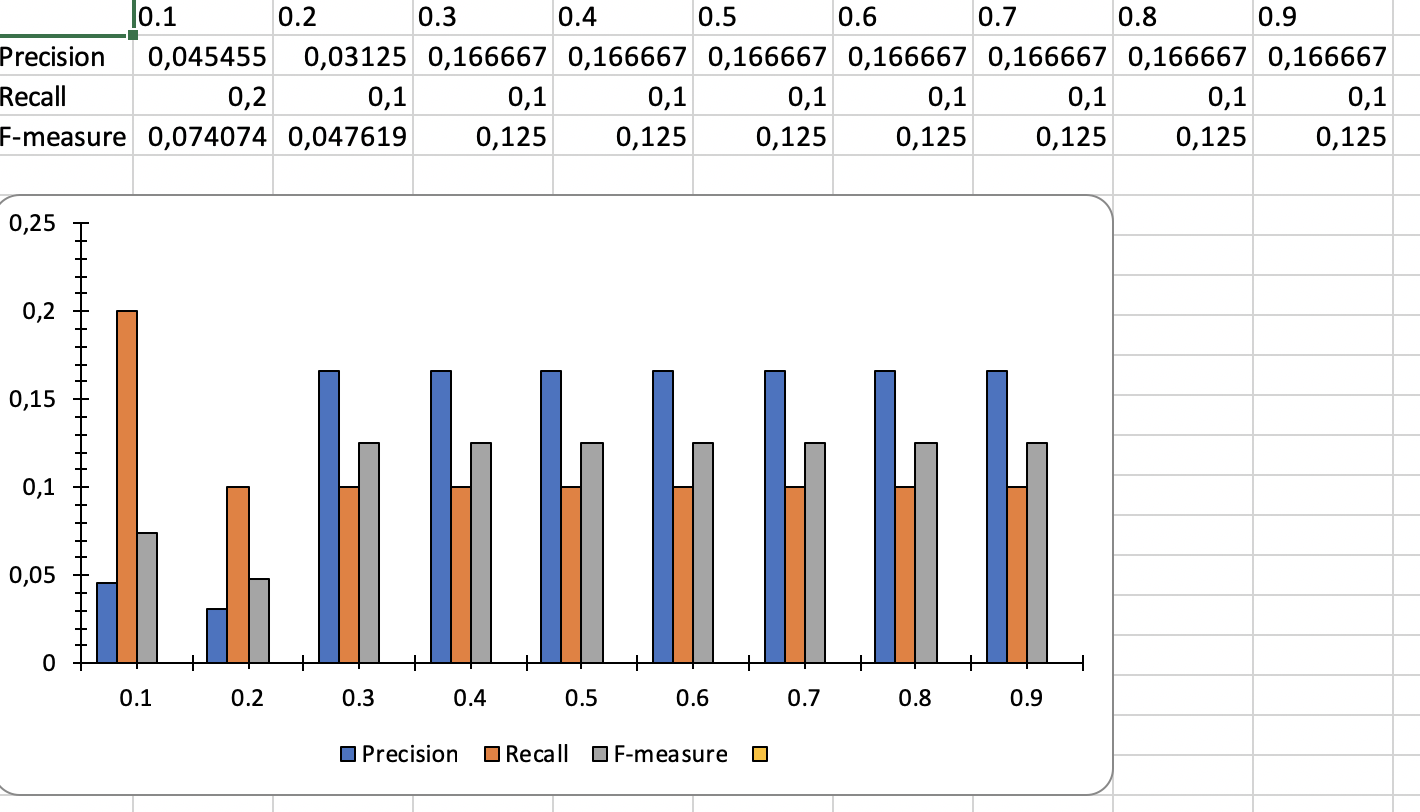 0.1 0.2 0.3 0.4 0.5 0.6 0.7 0.8 0.9
Precision 0,045455 0,03125 0,166667 0,166667 0,166667 0,166667 0,166667 0,166667 0,166667
Recall 0,2 0,1 0,1 0,1 0,1 0,1 0,1 0,1 0,1
F-measure 0,074074 0,047619 0,125 0,125 0,125 0,125 0,125 0,125 0,125
0,25
0,2
0,15
0,1
0,05
0
0.1 0.2 0.3 0.4 0.5 0.6 0.7 0.8 0.9
Precision Recall F-measure